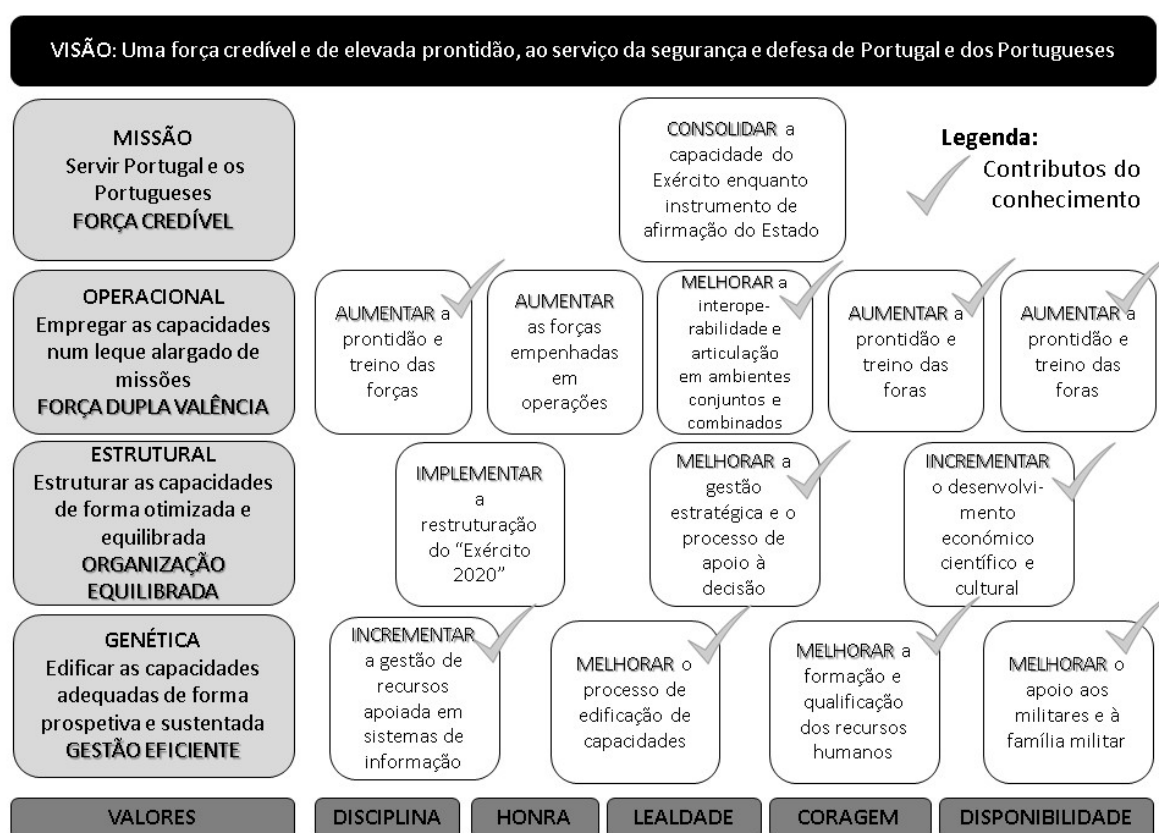 VISÃO: Uma força credível e de elevada prontidão, ao serviço da segurança e defesa de Portugal e dos Portugueses
MISSÃO
Servir Portugal e os
Portugueses
FORÇA CREDÍVEL
CONSOLIDAR a
capacidade do
Exército enquanto
instrumento de
afirmação do Estado
Legenda:
Contributos do
conhecimento
OPERACIONAL
Empregar as capacidades
num leque alargado de
missões
FORÇA DUPLA VALÊNCIA
AUMENTAR a
prontidão e
treino das
forças
AUMENTAR
as forças
empenhadas
em
operações
MELHORAR a
interope-
rabilidade e
articulação
em ambientes
conjuntos e
combinados
AUMENTAR a
prontidão e
treino das
foras
AUMENTAR a
prontidão e
treino das
foras
ESTRUTURAL
Estruturar as capacidades
de forma otimizada e
equilibrada
ORGANIZAÇÃO
EQUILIBRADA
IMPLEMENTAR
a
restruturação
do “Exército
2020”
MELHORAR a
gestão
estratégica e o
processo de
apoio à
decisão
INCREMENTAR
o desenvolvi-
mento
económico
científico e
cultural
GENÉTICA
Edificar as capacidades
adequadas de forma
prospetiva e sustentada
GESTÃO EFICIENTE
INCREMENTAR
a gestão de
recursos
apoiada em
sistemas de
informação
MELHORAR o
processo de
edificação de
capacidades
MELHORAR a
formação e
qualificação
dos recursos
humanos
MELHORAR o
apoio aos
militares e à
família militar
VALORES
DISCIPLINA
HONRA
LEALDADE
CORAGEM
DISPONIBILIDADE